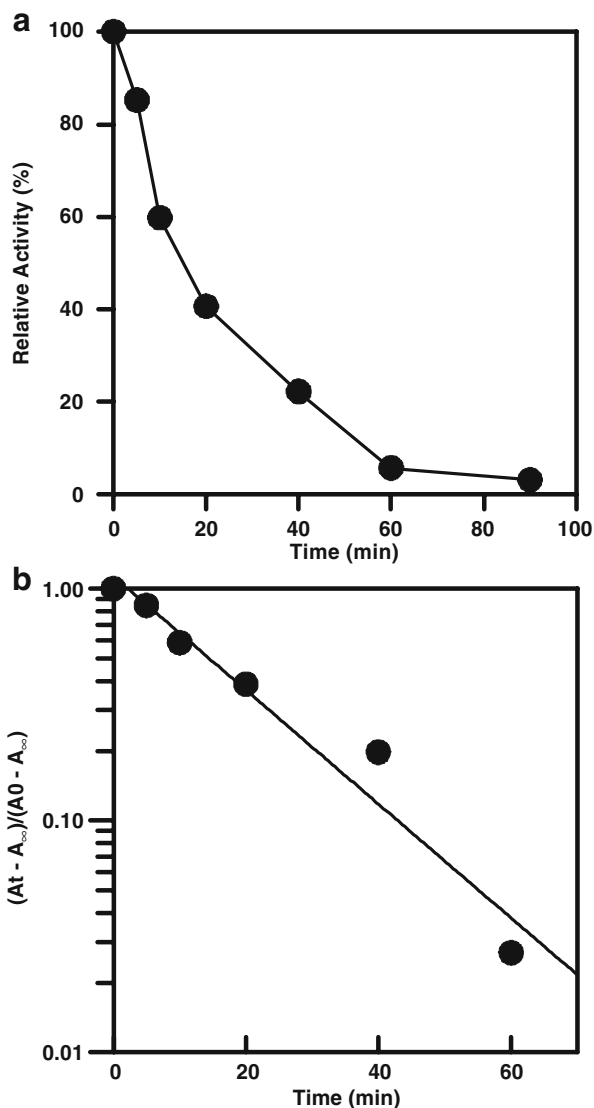 a
Relative Activity (%)
100
80
60
40
20
0
0 20 40 60 80 100
Time (min)
b
(At - A∞)/(A0 - A∞)
1.00
0.10
0.01
0 20 40 60
Time (min)